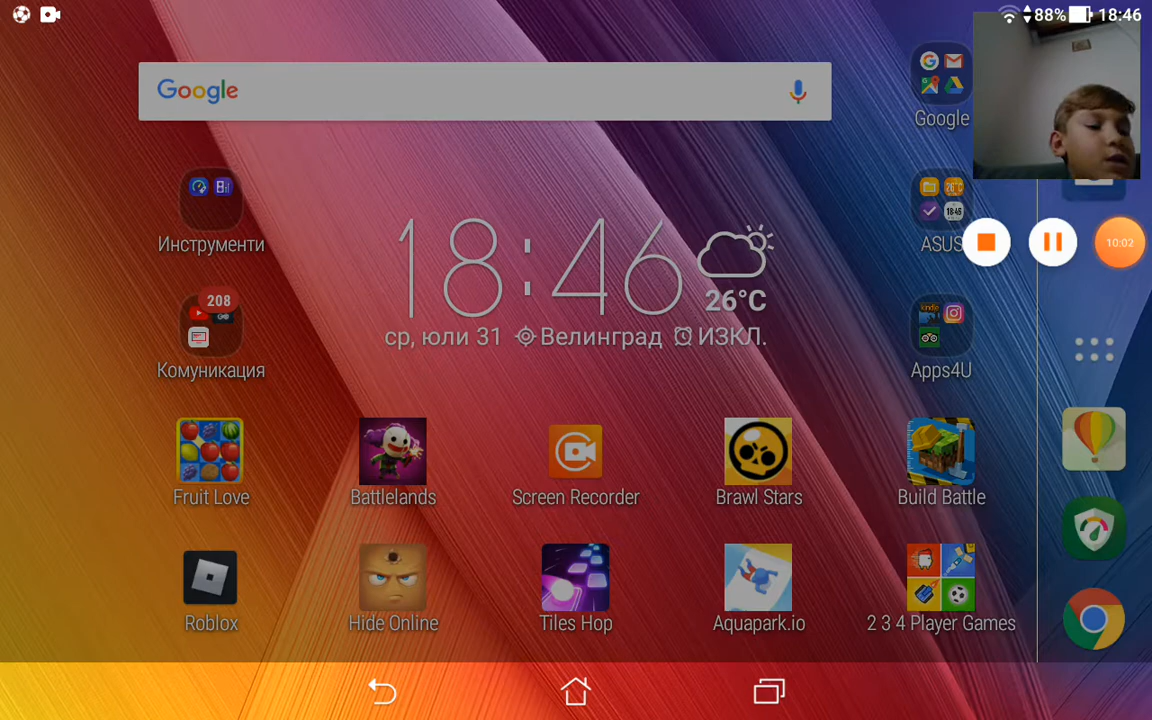 88% 18:46
Google
Google
Инструменти
18:46
26°C
ASUS
10:02
ср, юли 31 Велинград ИЗКЛ.
208
Комуникация
Apps4U
Fruit Love
Battlelands
Screen Recorder
Brawl Stars
Build Battle
Roblox
Hide Online
Tiles Hop
Aquapark.io
2 3 4 Player Games